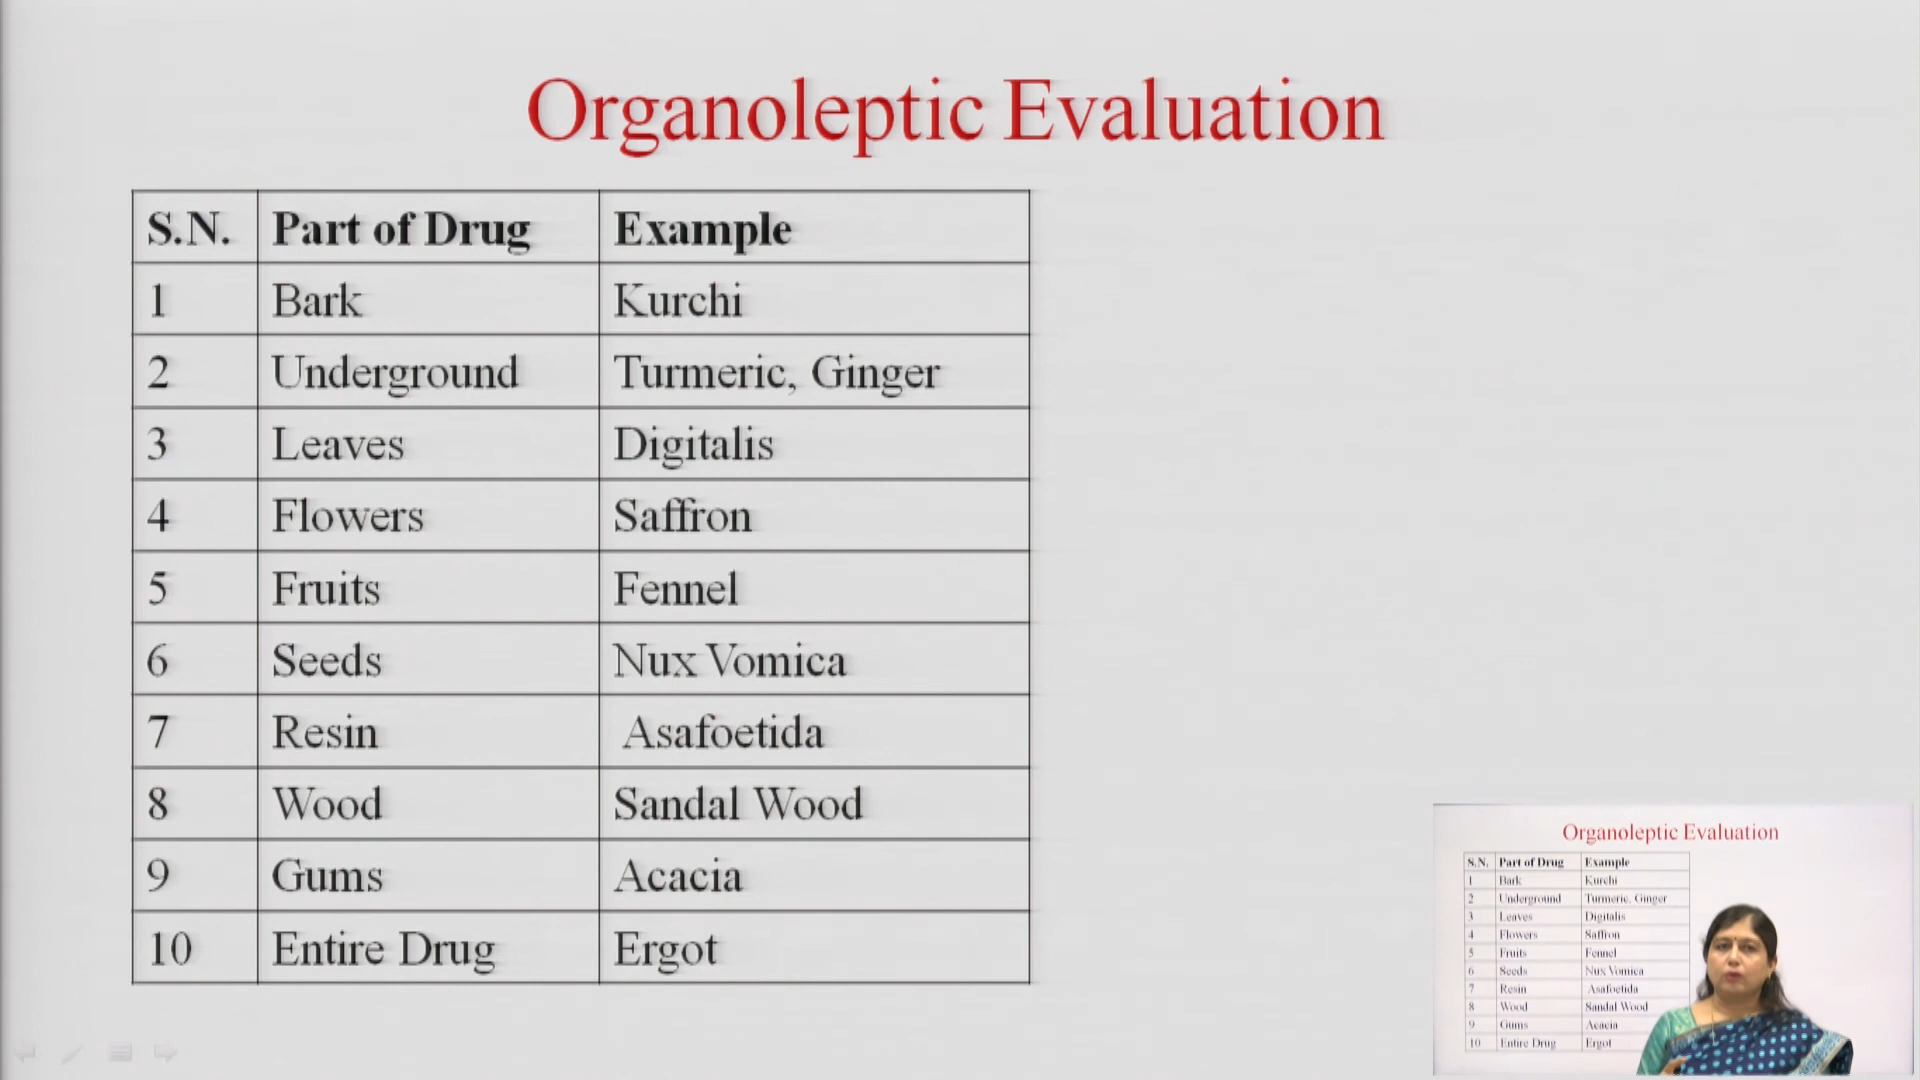 Organoleptic Evaluation
S.N. Part of Drug Example
1 Bark Kurchi
2 Underground Turmeric, Ginger
3 Leaves Digitalis
4 Flowers Saffron
5 Fruits Fennel
6 Seeds Nux Vomica
7 Resin Asafoetida
8 Wood Sandal Wood
9 Gums Acacia
10 Entire Drug Ergot
Organoleptic Evaluation
S.N. Part of Drug Example
1 Bark Kurchi
2 Underground Turmeric, Ginger
3 Leaves Digitalis
4 Flowers Saffron
5 Fruits Fennel
6 Seeds Nux Vomica
7 Resin Asafoetida
8 Wood Sandal Wood
9 Gums Acacia
10 Entire Drug Ergot